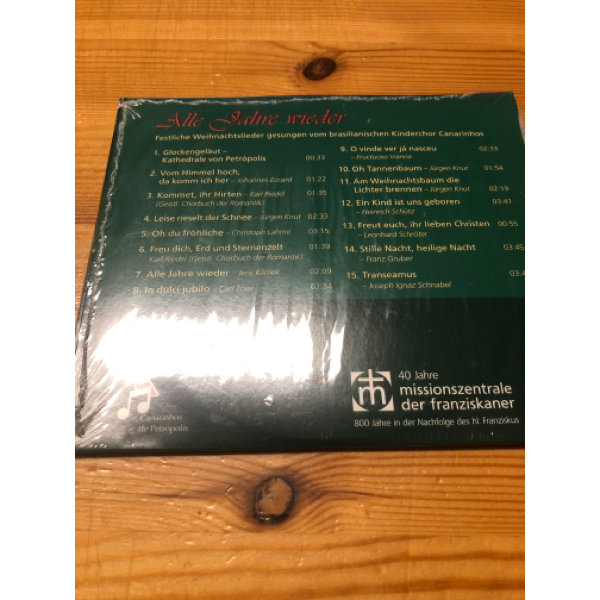 Alle Jahre wieder
Festliche Weihnachtslieder gesungen vom brasilianischen Kinderchor Canarinhos
1. Glockengeläut –
Kathedrale von Petrópolis 00:33
2. Vom Himmel hoch,
da komm ich her – Johannes Eccard 01:22
3. Kommet, ihr Hirten – Karl Riedel 01:35
(Geistl. Chorbuch der Romantik)
4. Leise rieselt der Schnee – Jürgen Knut 02:33
5. Oh du fröhliche – Christoph Lahme 03:15
6. Freu dich, Erd und Sternenzelt 01:39
Karl Riedel (Geistl. Chorbuch der Romantik)
7. Alle Jahre wieder – Jens 02:09
8. In dulci jubilo – Carl Thiel 02:34
9. O vinde ver já nasceu 02:33
– Fructuoso Vianna
10. Oh Tannenbaum – Jürgen Knut 01:54
11. Am Weihnachtsbaum die
Lichter brennen – Jürgen Knut 02:19
12. Ein Kind ist uns geboren 03:41
– Heinrich Schütz
13. Freut euch, ihr lieben Christen 00:55
– Leonhard Schröter
14. Stille Nacht, heilige Nacht 03:45
– Franz Gruber
15. Transeamus 03:4
– Joseph Ignaz Schnabel
Canarinhos
de Petrópolis
40 Jahre
missionszentrale
der franziskaner
800 Jahre in der Nachfolge des hl. Franziskus